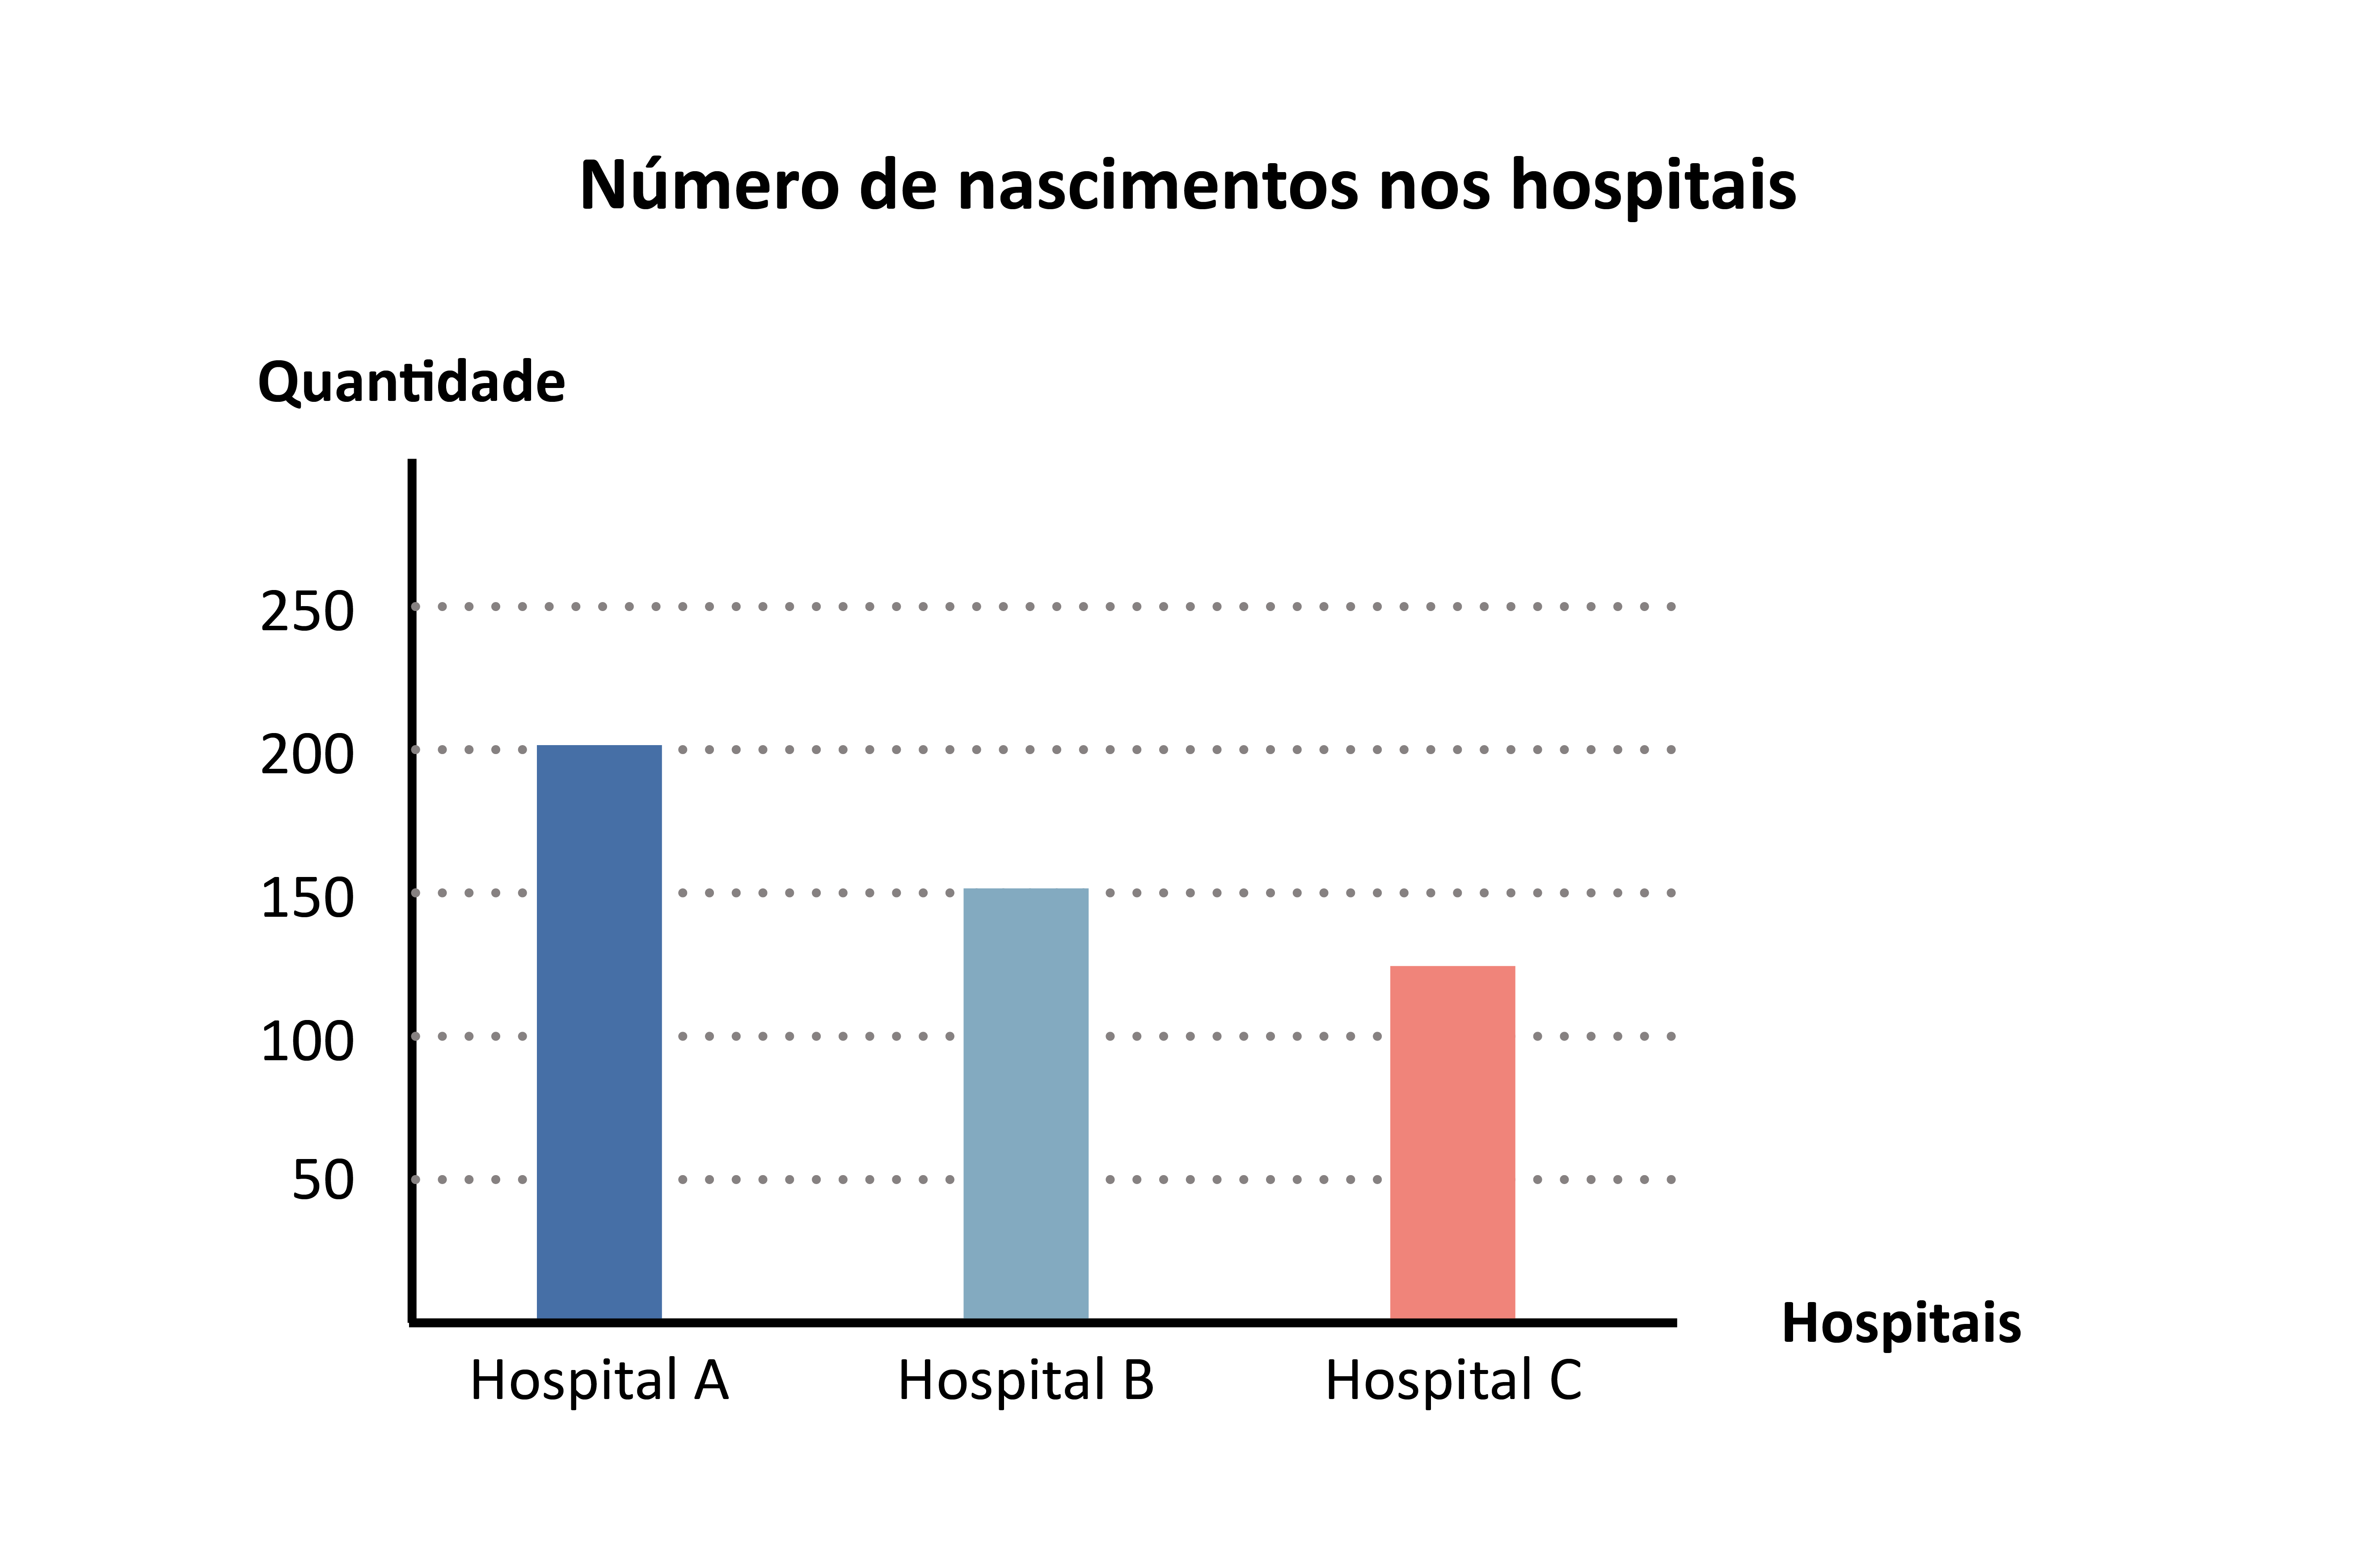 Número de nascimentos nos hospitais
Quantidade
250
200
150
100
50
Hospitais
Hospital A Hospital B Hospital C